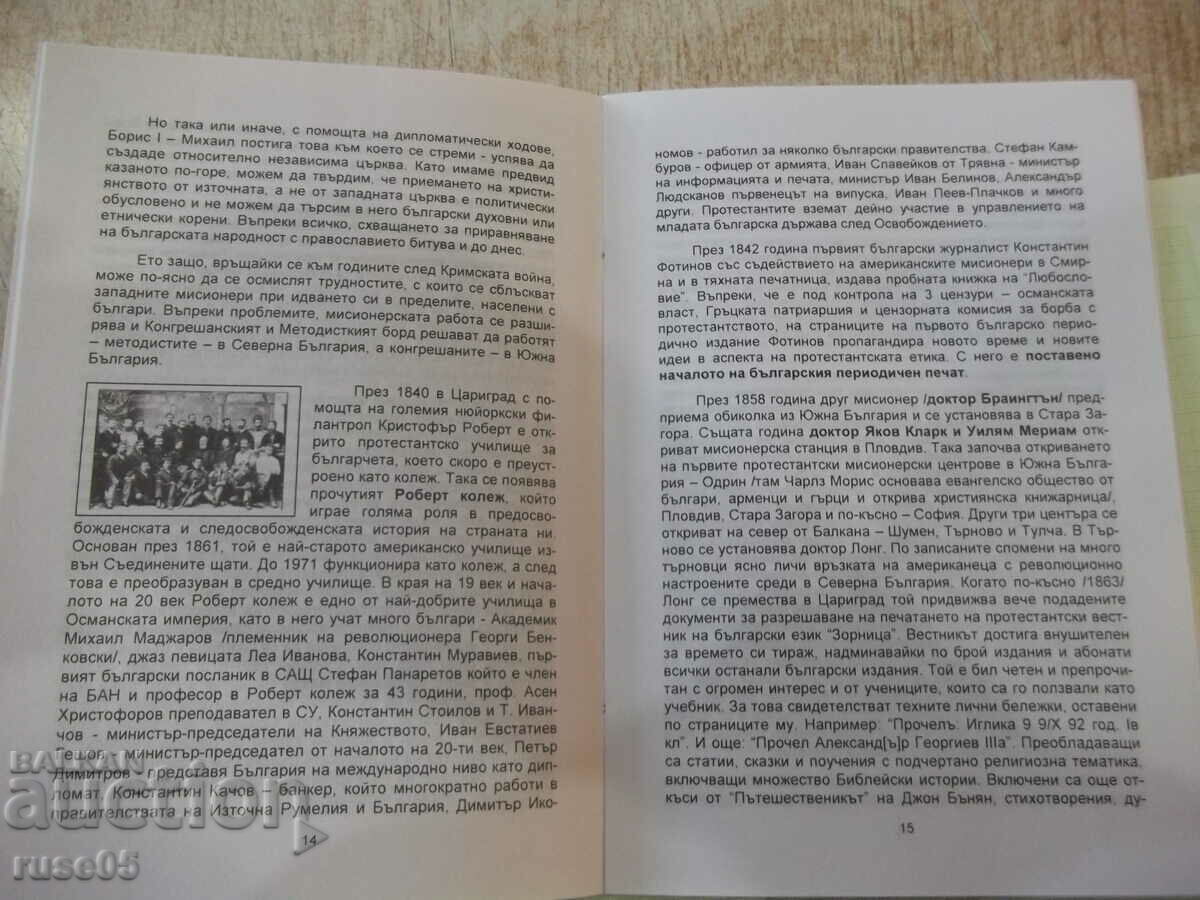 Но така или иначе, с помощта на дипломатически ходове,
Борис I – Михаил постига това към което се стреми - успява да
създаде относително независима църква. Като имаме предвид
казаното по-горе, можем да твърдим, че приемането на христи-
янството от източната, а не от западната църква е политически
обусловено и не можем да търсим в него български духовни или
етнически корени. Въпреки всичко, схващането за приравняване
на българската народност с православието битува и до днес.
Ето защо, връщайки се към годините след Кримската война,
може по-ясно да се осмислят трудностите, с които се сблъскват
западните мисионери при идването си в пределите, населени с
българи. Въпреки проблемите, мисионерската работа се разши-
рява и Конгрешанският и Методисткият борд решават да работят
– методистите – в Северна България, а конгрешаните – в Южна
България.
През 1840 в Цариград с по-
мощта на големия нюйоркски фи-
лантроп Кристофър Роберт е от-
крито протестантско училище за
българчета, което скоро е преуст-
роено като колеж. Така се появява
прочутият Роберт колеж, който
играе голяма роля в предосво-
божденската и следосвобожденската история на страната ни.
Основан през 1861, той е най-старото американско училище из-
вън Съединените щати. До 1971 функционира като колеж, а след
това е преобразуван в средно училище. В края на 19 век и нача-
лото на 20 век Роберт колеж е едно от най-добрите училища в
Османската империя, като в него учат много българи - Академик
Михаил Маджаров /племенник на революционера Георги Бен-
ковски/, джаз певицата Леа Иванова, Константин Муравиев, пър-
вият български посланик в САЩ Стефан Панаретов който е член
на БАН и професор в Роберт колеж за 43 години, проф. Асен
Христофоров преподавател в СУ, Константин Стоилов и Т. Иван-
чов - министър-председатели на Княжеството, Иван Евстатиев
Гешов - министър-председател от началото на 20-ти век, Петър
Димитров - представя България на международно ниво като дип-
ломат, Константин Качов - банкер, който многократно работи в
правителствата на Източна Румелия и България, Димитър Ико-
14
номов - работил за няколко български правителства. Стефан Кам-
буров - офицер от армията, Иван Славейков от Трявна - министър
на информацията и печата, министър Иван Белинов, Александър
Людсканов първенецът на випуска, Иван Пеев-Плачков и много
други. Протестантите вземат дейно участие в управлението на
младата българска държава след Освобождението.
През 1842 година първият български журналист Константин
Фотинов със съдействието на американските мисионери в Смир-
на и в тяхната печатница, издава пробната книжка на “Любосло-
вие”. Въпреки, че е под контрола на 3 цензури – османската
власт, Гръцката патриаршия и цензорната комисия за борба с
протестантството, на страниците на първото българско перио-
дично издание Фотинов пропагандира новото време и новите
идеи в аспекта на протестантската етика. С него е поставено
началото на българския периодичен печат.
През 1858 година друг мисионер /доктор Браингтън/ пред-
приема обиколка из Южна България и се установява в Стара За-
гора. Същата година доктор Яков Кларк и Уилям Мериам от-
криват мисионерска станция в Пловдив. Така започва откриването
на първите протестантски мисионерски центрове в Южна Бълга-
рия – Одрин /там Чарлз Морис основава евангелско общество от
българи, арменци и гърци и открива християнска книжарница/,
Пловдив, Стара Загора и по-късно – София. Други три центъра се
откриват на север от Балкана – Шумен, Търново и Тулча. В Тър-
ново се установява доктор Лонг. По записаните спомени на много
търновци ясно личи връзката на американеца с революционно
настроените среди в Северна България. Когато по-късно /1863/
Лонг се премества в Цариград той придвижва вече подадените
документи за разрешаване на печатането на протестантски вест-
ник на български език “Зорница”. Вестникът достига внушителен
за времето си тираж, надминавайки по брой издания и абонати
всички останали български издания. Той е бил четен и препрочи-
тан с огромен интерес и от учениците, които са го ползвали като
учебник. За това свидетелстват техните лични бележки, оставени
по страниците му. Например: “Прочелъ: Иглика 9 9/X 92 год. Iв
кл”. И още: “Прочел Александ[ъ]р Георгиев IIIа”. Преобладаващи
са статии, сказки и поучения с подчертано религиозна тематика,
включващи множество Библейски истории. Включени са още от-
къси от “Пътешественикът” на Джон Бънян, стихотворения, ду-
15
BALKAN
auction
ruse05